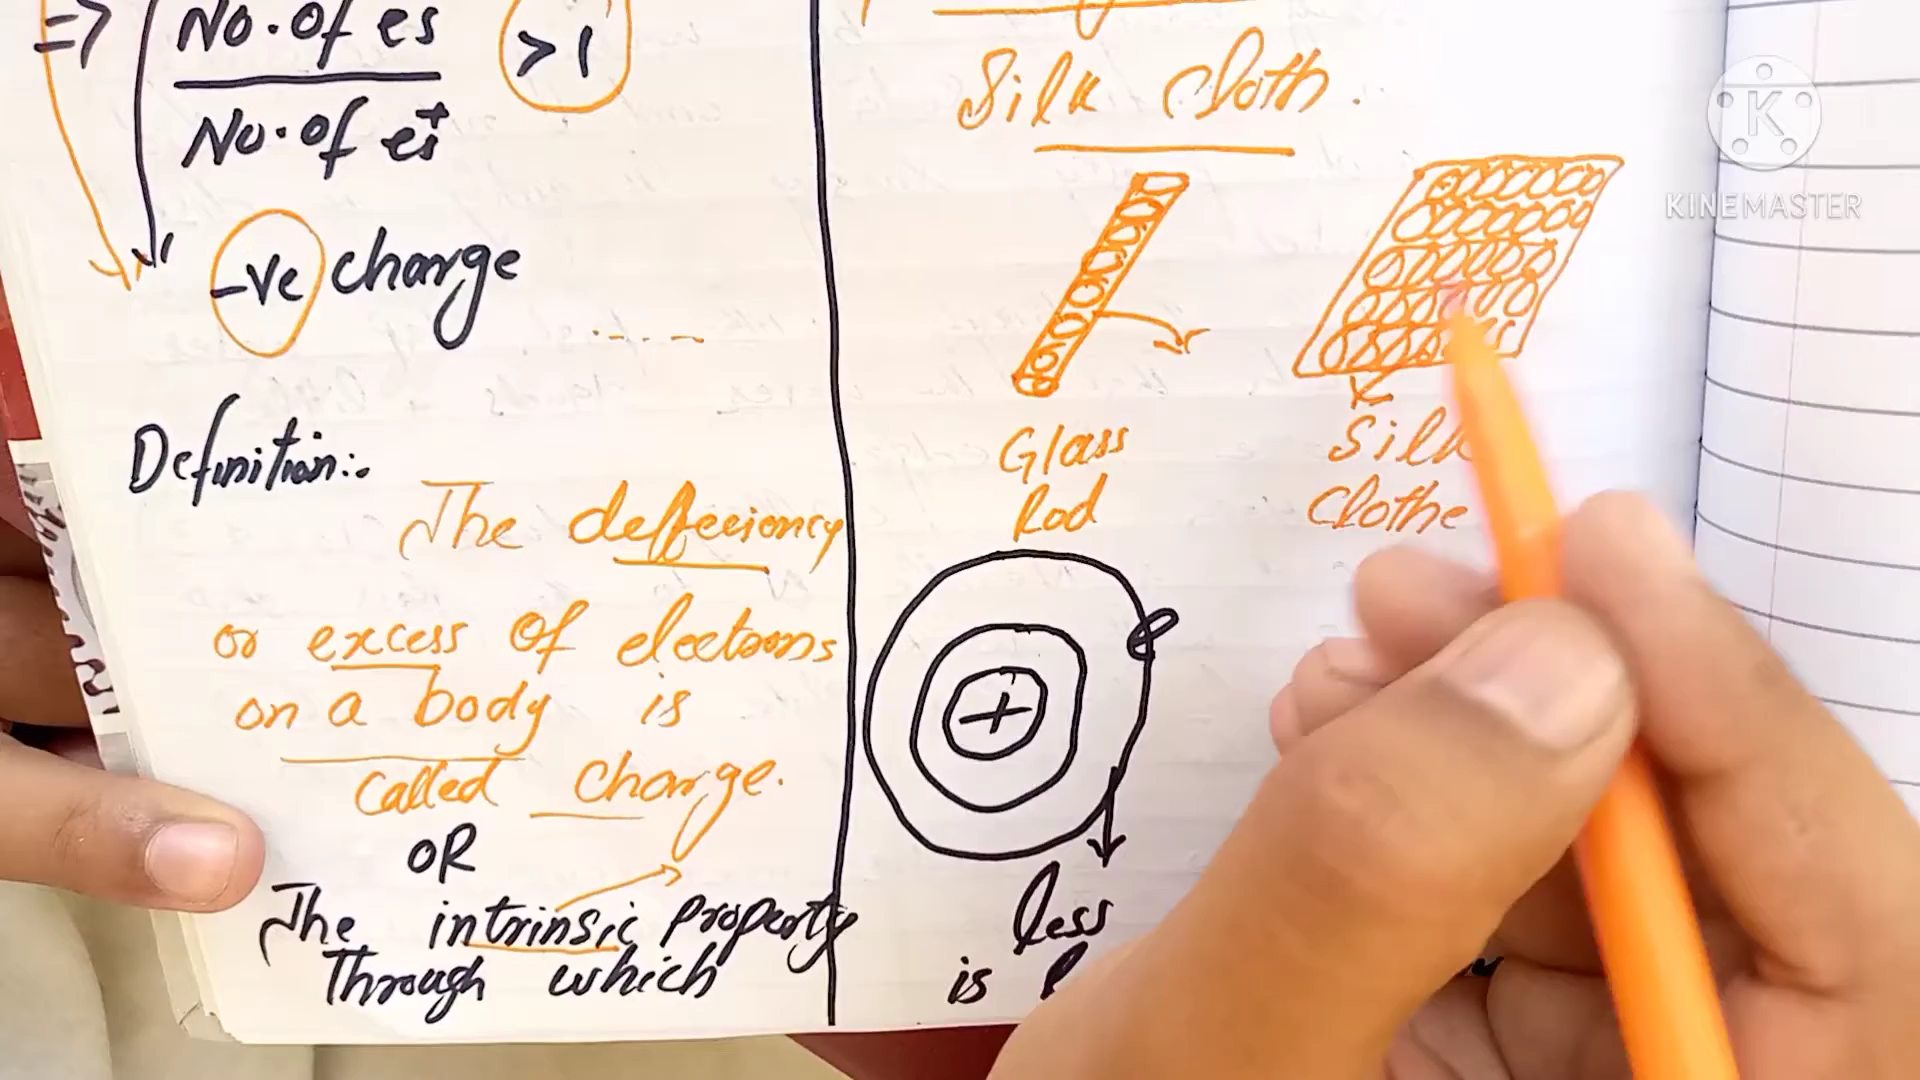 => No. of es
No. of es+
>1
-ve charge
Definition:.
The deffeciency
or excess of electrons
on a body is
called charge.
OR
The intrinsic property
Through which
Silk Cloth.
Glass
Rod
Silk
Clothe
+
e
less
is
K
KINEMASTER